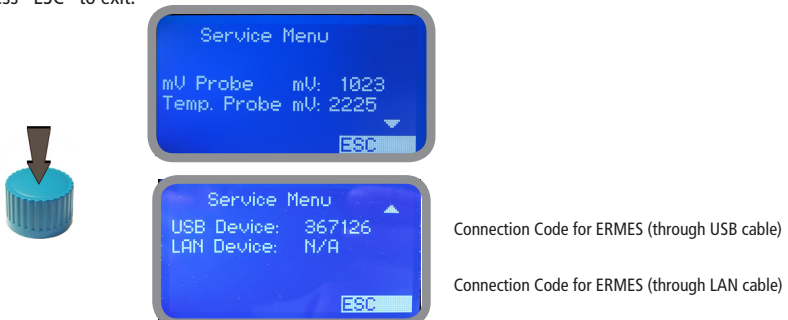 "ESC" to exit.
Service Menu
mV Probe mV: 1023
Temp. Probe mV: 2225
ESC
Service Menu
USB Device: 367126
LAN Device: N/A
ESC
Connection Code for ERMES (through USB cable)
Connection Code for ERMES (through LAN cable)